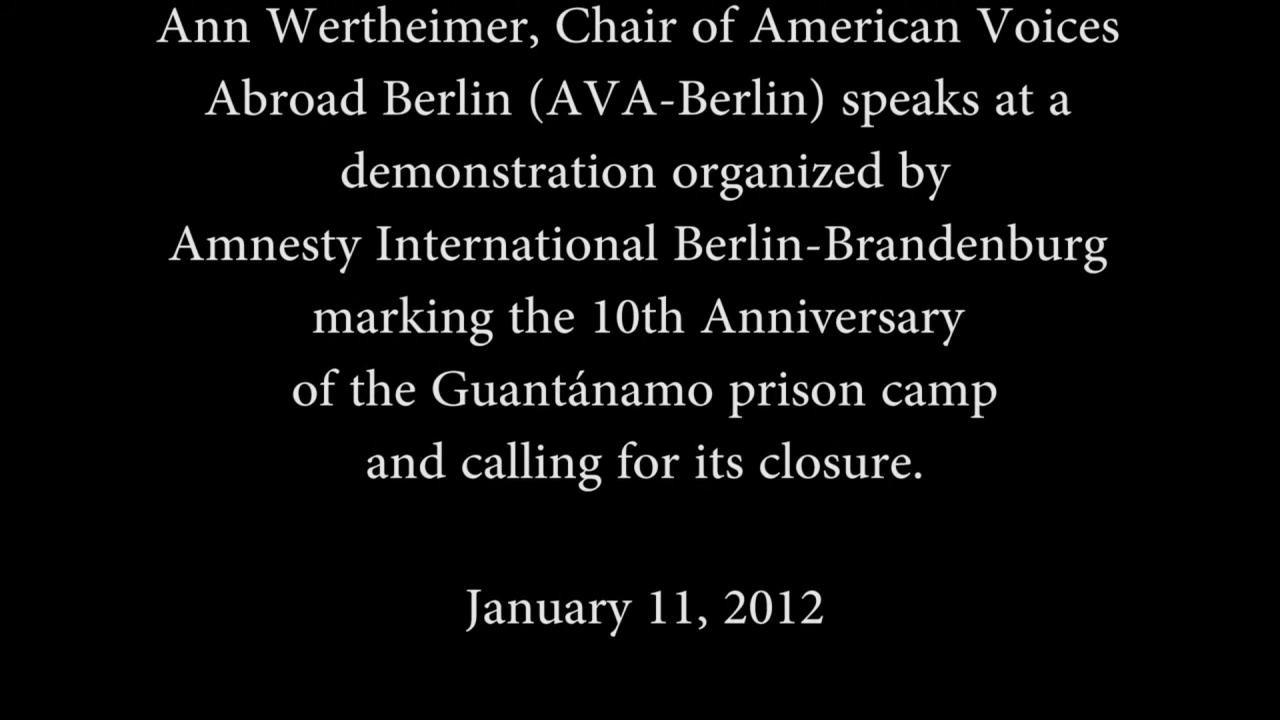 Ann Wertheimer, Chair of American Voices
Abroad Berlin (AVA-Berlin) speaks at a
demonstration organized by
Amnesty International Berlin-Brandenburg
marking the 10th Anniversary
of the Guantánamo prison camp
and calling for its closure.
January 11, 2012